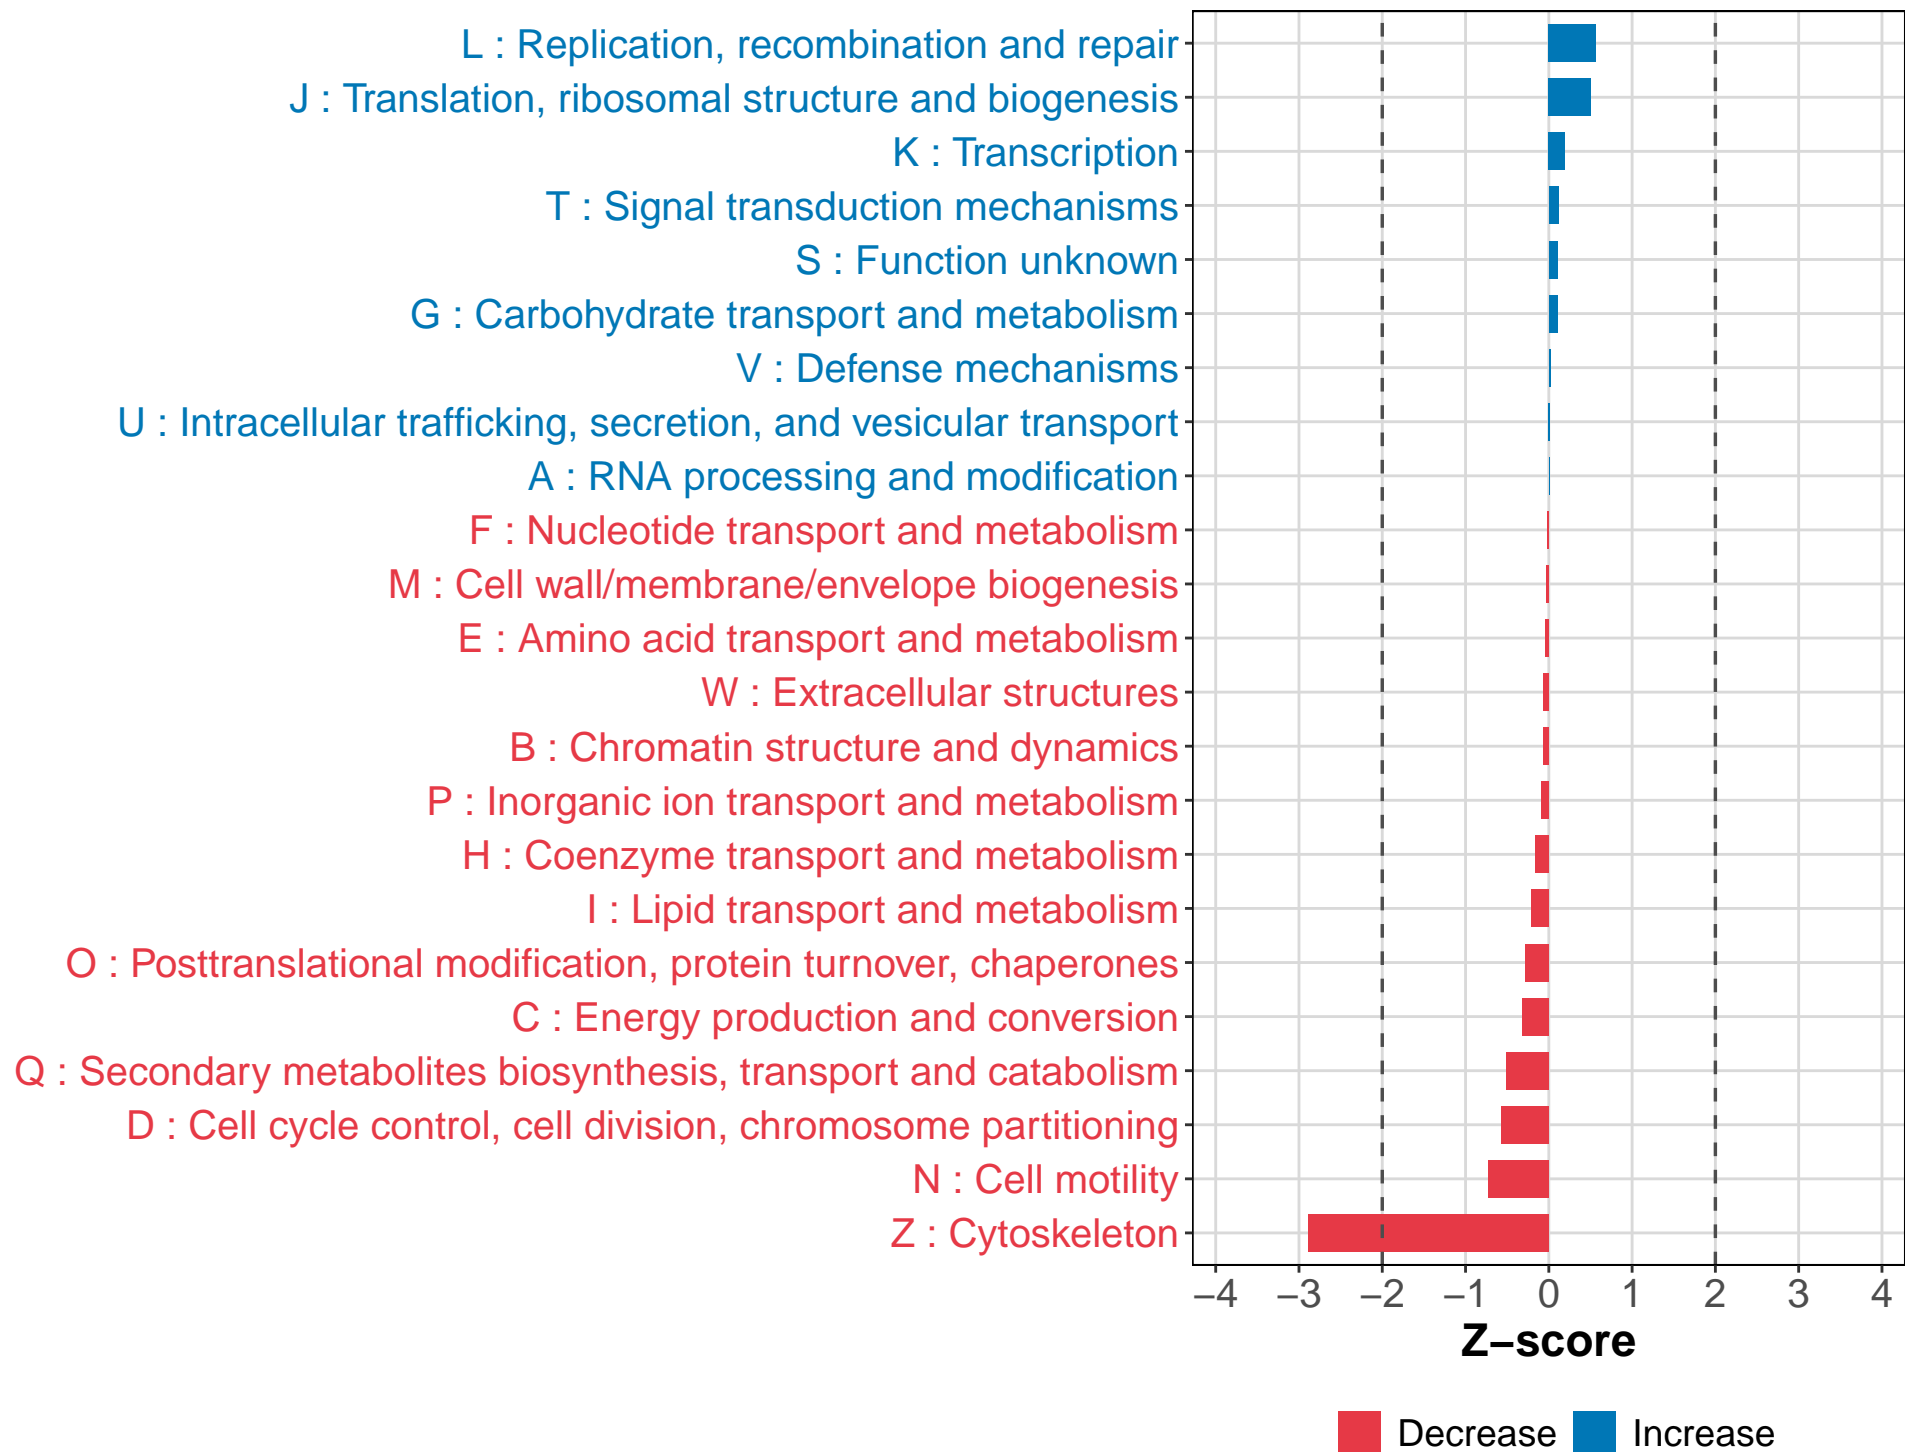 L : Replication, recombination and repair
J : Translation, ribosomal structure and biogenesis
K : Transcription
T : Signal transduction mechanisms
S : Function unknown
G : Carbohydrate transport and metabolism
V : Defense mechanisms
U : Intracellular trafficking, secretion, and vesicular transport
A : RNA processing and modification
F : Nucleotide transport and metabolism
M : Cell wall/membrane/envelope biogenesis
E : Amino acid transport and metabolism
W : Extracellular structures
B : Chromatin structure and dynamics
P : Inorganic ion transport and metabolism
H : Coenzyme transport and metabolism
I : Lipid transport and metabolism
O : Posttranslational modification, protein turnover, chaperones
C : Energy production and conversion
Q : Secondary metabolites biosynthesis, transport and catabolism
D : Cell cycle control, cell division, chromosome partitioning
N : Cell motility
Z : Cytoskeleton
−4 −3 −2 −1 0 1 2 3 4
Z−score
Decrease Increase